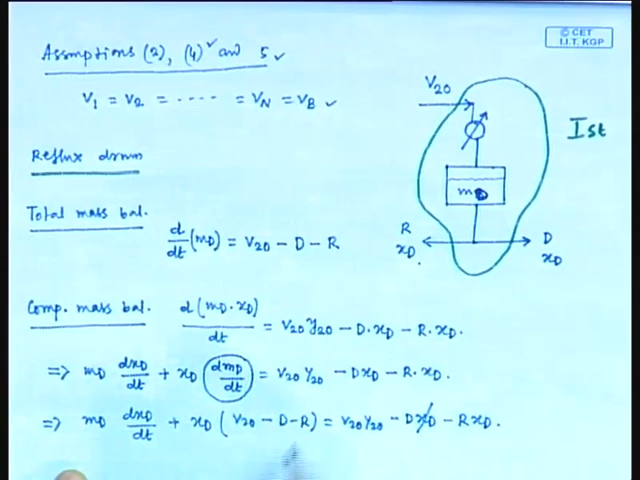 © CET
I.I.T. KGP
Assmptions (2), (4)✓ and 5 ✓
V1 = V2 = ..... = VN = VB ✓
V20
Ist
Reflux drum
mD
Total mass bal.
d/dt (mD) = V20 - D - R
R
xD.
D
xD
Comp. mass bal. d(mD.xD)/dt = V20 y20 - D.xD - R.xD.
=> mD dxD/dt + xD dmD/dt = V20 y20 - DxD - R.xD.
=> mD dxD/dt + xD (V20 - D - R) = V20 y20 - DxD - RxD.